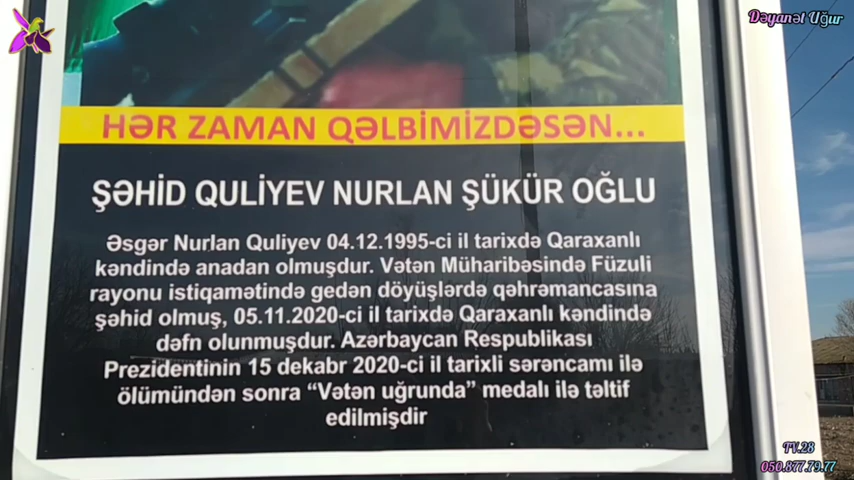 Dəyanət Uğur
HƏR ZAMAN QƏLBİMİZDƏSƏN...
ŞƏHİD QULİYEV NURLAN ŞÜKÜR OĞLU
Əsgər Nurlan Quliyev 04.12.1995-ci il tarixdə Qaraxanlı
kəndində anadan olmuşdur. Vətən Müharibəsində Füzuli
rayonu istiqamətində gedən döyüşlərdə qəhrəmancasına
şəhid olmuş, 05.11.2020-ci il tarixdə Qaraxanlı kəndində
dəfn olunmuşdur. Azərbaycan Respublikası
Prezidentinin 15 dekabr 2020-ci il tarixli sərəncamı ilə
ölümündən sonra “Vətən uğrunda” medalı ilə təltif
edilmişdir
TV.28
050.877.79.77